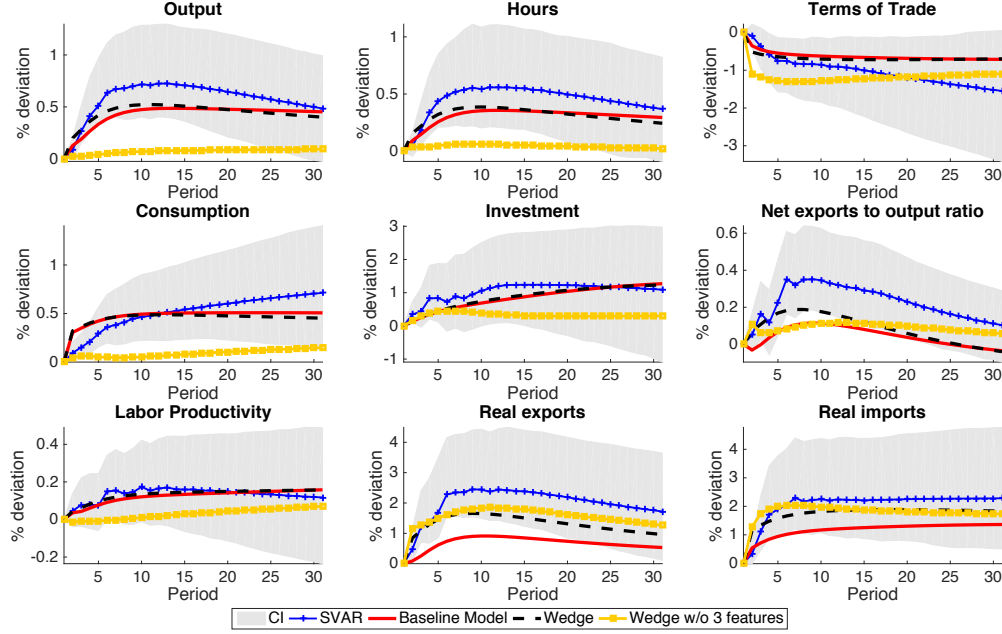 Output
% deviation
1
0.5
0
5 10 15 20 25 30
Period
Hours
% deviation
1
0.5
0
5 10 15 20 25 30
Period
Terms of Trade
% deviation
0
-1
-2
-3
5 10 15 20 25 30
Period
Consumption
% deviation
1
0.5
0
5 10 15 20 25 30
Period
Investment
% deviation
3
2
1
0
-1
5 10 15 20 25 30
Period
Net exports to output ratio
% deviation
0.6
0.4
0.2
0
5 10 15 20 25 30
Period
Labor Productivity
% deviation
0.4
0.2
0
-0.2
5 10 15 20 25 30
Period
Real exports
% deviation
4
3
2
1
0
5 10 15 20 25 30
Period
Real imports
% deviation
4
3
2
1
0
5 10 15 20 25 30
Period
CI SVAR Baseline Model Wedge Wedge w/o 3 features